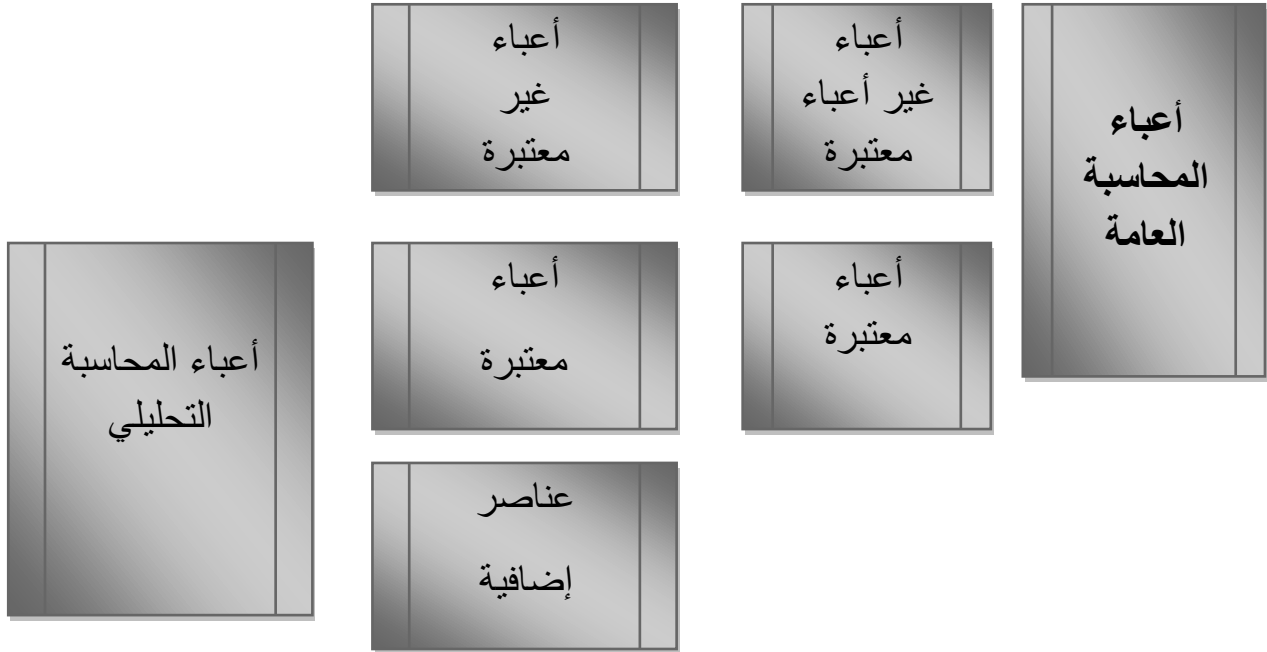 أعباء
المحاسبة
العامة
أعباء
غير أعباء
معتبرة
أعباء
غير
معتبرة
أعباء
معتبرة
أعباء
معتبرة
أعباء المحاسبة
التحليلي
عناصر
إضافية